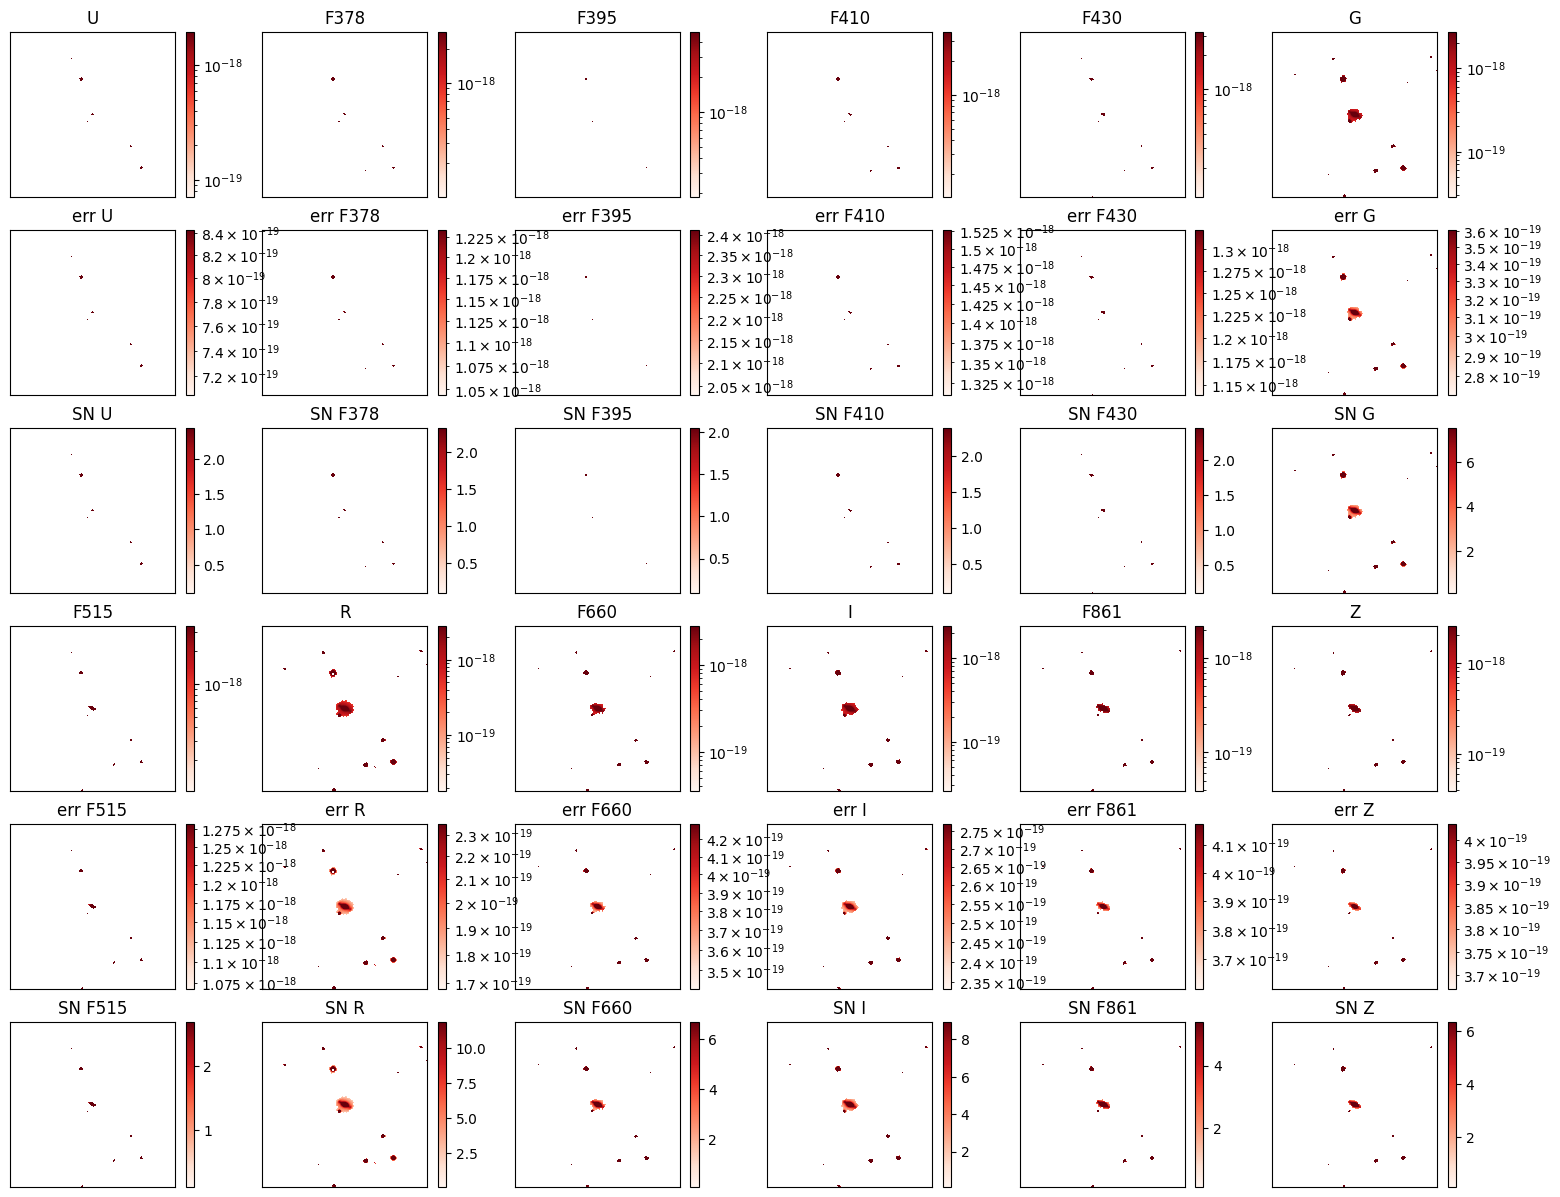 U F378 F395 F410 F430 G
10⁻¹⁸ 10⁻¹⁸ 10⁻¹⁸ 10⁻¹⁸ 10⁻¹⁸ 10⁻¹⁸
10⁻¹⁹ 10⁻¹⁹
err U err F378 err F395 err F410 err F430 err G
8.4 × 10⁻¹⁹ 1.225 × 10⁻¹⁸ 2.4 × 10⁻¹⁸ 1.525 × 10⁻¹⁸ 1.3 × 10⁻¹⁸ 3.6 × 10⁻¹⁹
8.2 × 10⁻¹⁹ 1.2 × 10⁻¹⁸ 2.35 × 10⁻¹⁸ 1.5 × 10⁻¹⁸ 1.275 × 10⁻¹⁸ 3.5 × 10⁻¹⁹
8 × 10⁻¹⁹ 1.175 × 10⁻¹⁸ 2.3 × 10⁻¹⁸ 1.475 × 10⁻¹⁸ 1.25 × 10⁻¹⁸ 3.4 × 10⁻¹⁹
7.8 × 10⁻¹⁹ 1.15 × 10⁻¹⁸ 2.25 × 10⁻¹⁸ 1.45 × 10⁻¹⁸ 1.225 × 10⁻¹⁸ 3.3 × 10⁻¹⁹
7.6 × 10⁻¹⁹ 1.125 × 10⁻¹⁸ 2.2 × 10⁻¹⁸ 1.425 × 10⁻¹⁸ 1.2 × 10⁻¹⁸ 3.2 × 10⁻¹⁹
7.4 × 10⁻¹⁹ 1.1 × 10⁻¹⁸ 2.15 × 10⁻¹⁸ 1.4 × 10⁻¹⁸ 1.175 × 10⁻¹⁸ 3.1 × 10⁻¹⁹
7.2 × 10⁻¹⁹ 1.075 × 10⁻¹⁸ 2.1 × 10⁻¹⁸ 1.375 × 10⁻¹⁸ 1.15 × 10⁻¹⁸ 3 × 10⁻¹⁹
1.05 × 10⁻¹⁸ 2.05 × 10⁻¹⁸ 1.35 × 10⁻¹⁸ 2.9 × 10⁻¹⁹
1.325 × 10⁻¹⁸ 2.8 × 10⁻¹⁹
SN U SN F378 SN F395 SN F410 SN F430 SN G
2.0 2.0 2.0 2.0 2.0 6
1.5 1.5 1.5 1.5 1.5 4
1.0 1.0 1.0 1.0 1.0 2
0.5 0.5 0.5 0.5 0.5
F515 R F660 I F861 Z
10⁻¹⁸ 10⁻¹⁸ 10⁻¹⁸ 10⁻¹⁸ 10⁻¹⁸ 10⁻¹⁸
10⁻¹⁹ 10⁻¹⁹ 10⁻¹⁹ 10⁻¹⁹ 10⁻¹⁹
err F515 err R err F660 err I err F861 err Z
1.275 × 10⁻¹⁸ 2.3 × 10⁻¹⁹ 4.2 × 10⁻¹⁹ 2.75 × 10⁻¹⁹ 4.1 × 10⁻¹⁹ 4 × 10⁻¹⁹
1.25 × 10⁻¹⁸ 2.2 × 10⁻¹⁹ 4.1 × 10⁻¹⁹ 2.7 × 10⁻¹⁹ 4 × 10⁻¹⁹ 3.95 × 10⁻¹⁹
1.225 × 10⁻¹⁸ 2.1 × 10⁻¹⁹ 4 × 10⁻¹⁹ 2.65 × 10⁻¹⁹ 3.9 × 10⁻¹⁹ 3.9 × 10⁻¹⁹
1.2 × 10⁻¹⁸ 2 × 10⁻¹⁹ 3.9 × 10⁻¹⁹ 2.6 × 10⁻¹⁹ 3.8 × 10⁻¹⁹ 3.85 × 10⁻¹⁹
1.175 × 10⁻¹⁸ 1.9 × 10⁻¹⁹ 3.8 × 10⁻¹⁹ 2.55 × 10⁻¹⁹ 3.7 × 10⁻¹⁹ 3.8 × 10⁻¹⁹
1.15 × 10⁻¹⁸ 1.8 × 10⁻¹⁹ 3.7 × 10⁻¹⁹ 2.5 × 10⁻¹⁹ 3.75 × 10⁻¹⁹
1.125 × 10⁻¹⁸ 1.7 × 10⁻¹⁹ 3.6 × 10⁻¹⁹ 2.45 × 10⁻¹⁹ 3.7 × 10⁻¹⁹
1.1 × 10⁻¹⁸ 3.5 × 10⁻¹⁹ 2.4 × 10⁻¹⁹
1.075 × 10⁻¹⁸ 2.35 × 10⁻¹⁹
SN F515 SN R SN F660 SN I SN F861 SN Z
2 10.0 6 8 4 6
1 7.5 4 6 2 4
5.0 2 4 2
2.5 2